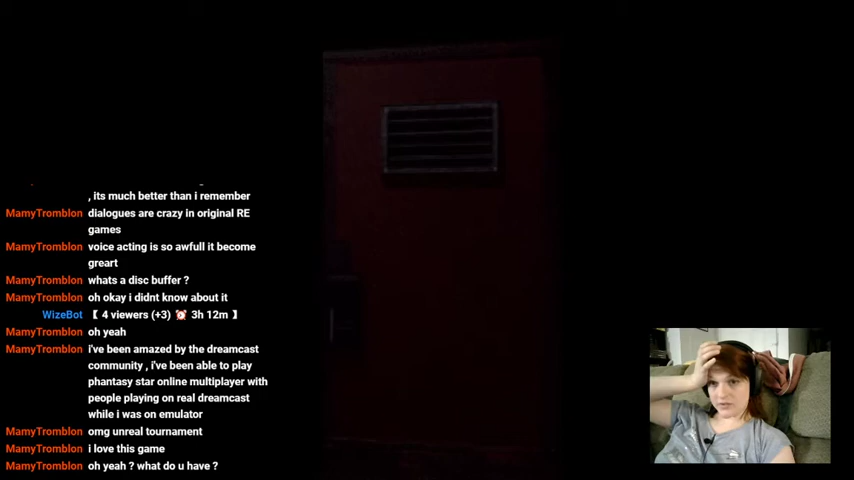 , its much better than i remember
MamyTromblon dialogues are crazy in original RE
games
MamyTromblon voice acting is so awfull it become
greart
MamyTromblon whats a disc buffer ?
MamyTromblon oh okay i didnt know about it
WizeBot 【 4 viewers (+3) ⏰ 3h 12m 】
MamyTromblon oh yeah
MamyTromblon i've been amazed by the dreamcast
community , i've been able to play
phantasy star online multiplayer with
people playing on real dreamcast
while i was on emulator
MamyTromblon omg unreal tournament
MamyTromblon i love this game
MamyTromblon oh yeah ? what do u have ?